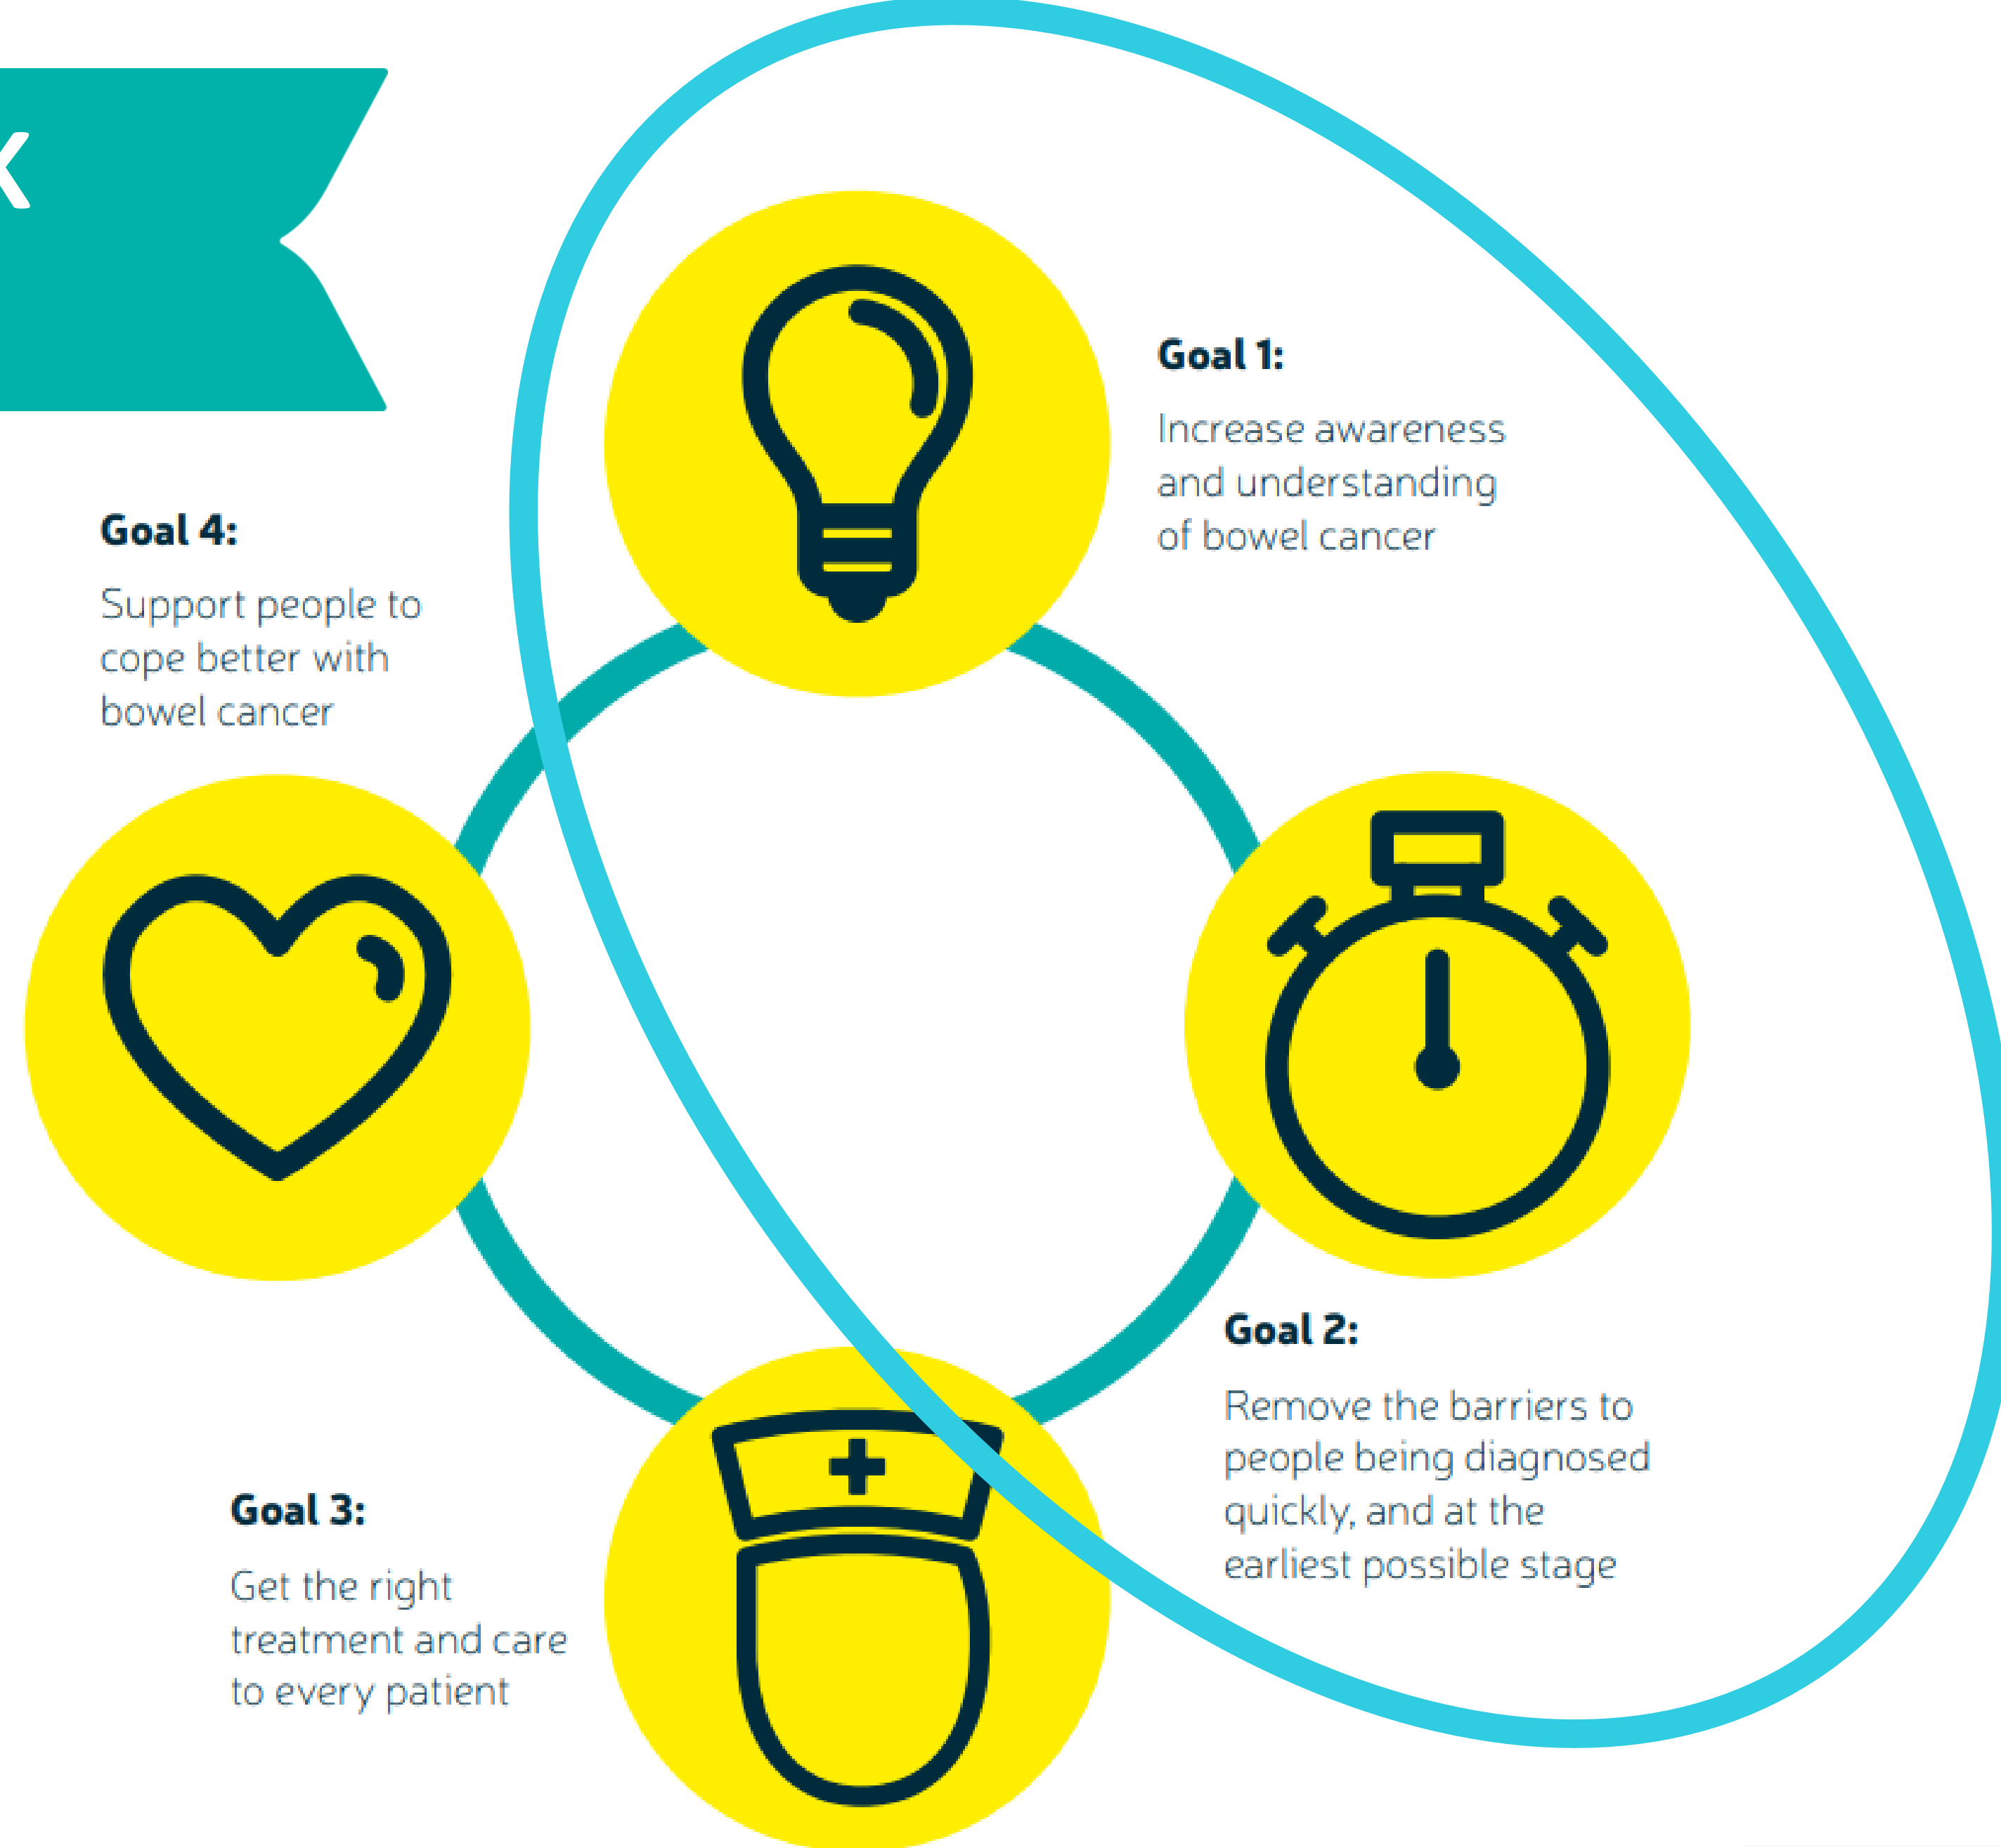 K
Goal 1:
Increase awareness
and understanding
of bowel cancer
Goal 4:
Support people to
cope better with
bowel cancer
Goal 2:
Remove the barriers to
people being diagnosed
quickly, and at the
earliest possible stage
Goal 3:
Get the right
treatment and care
to every patient